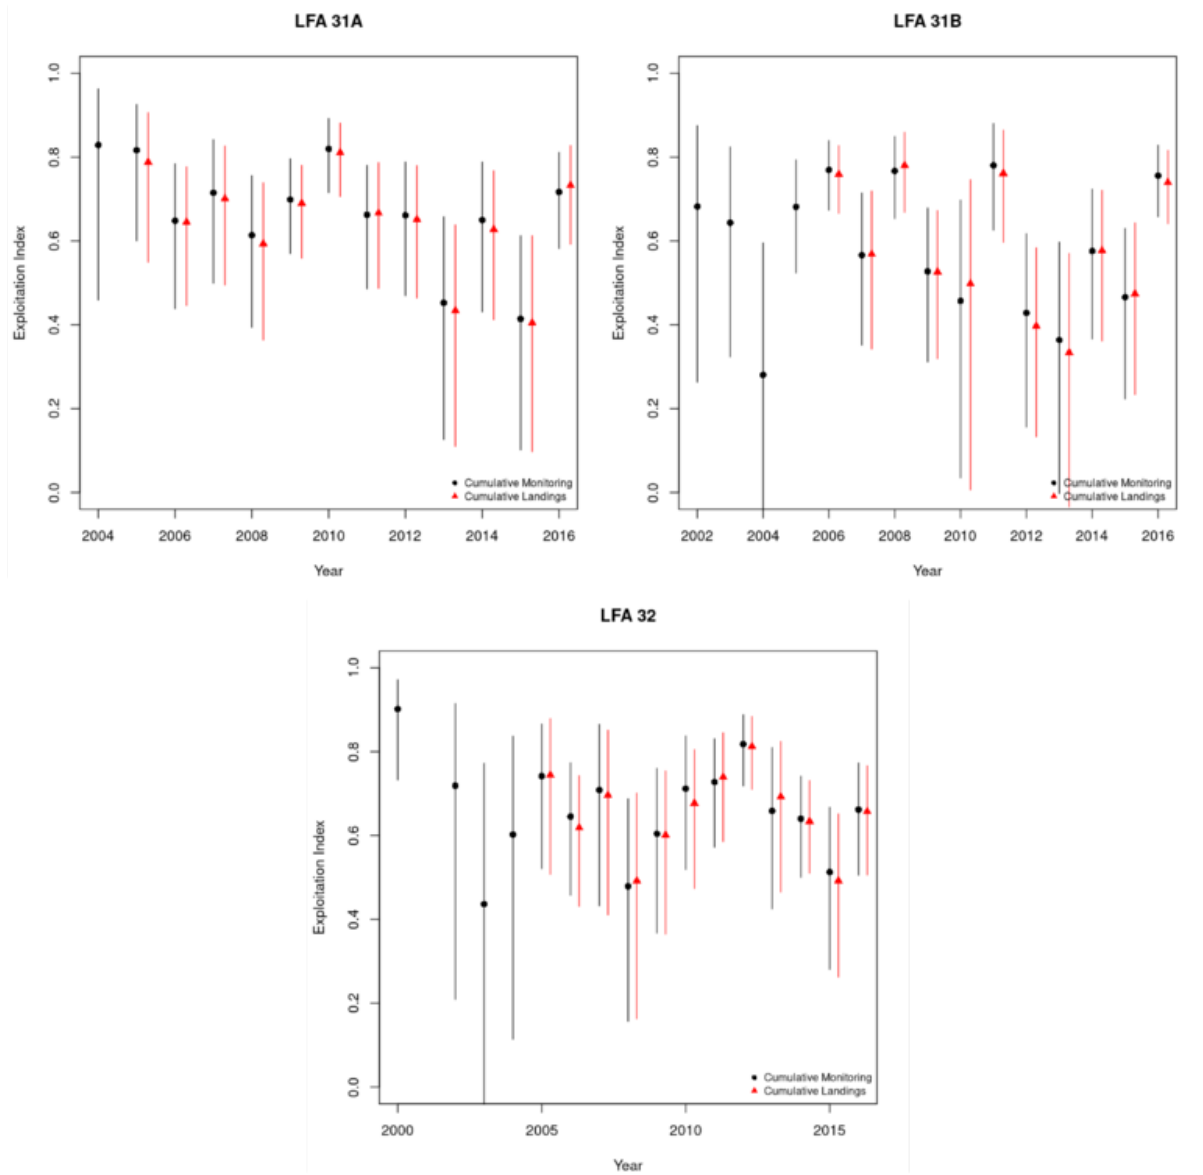 LFA 31A
Exploitation Index
1.0
0.8
0.6
0.4
0.2
0.0
Cumulative Monitoring
Cumulative Landings
2004 2006 2008 2010 2012 2014 2016
Year
LFA 31B
Exploitation Index
1.0
0.8
0.6
0.4
0.2
0.0
Cumulative Monitoring
Cumulative Landings
2002 2004 2006 2008 2010 2012 2014 2016
Year
LFA 32
Exploitation Index
1.0
0.8
0.6
0.4
0.2
0.0
Cumulative Monitoring
Cumulative Landings
2000 2005 2010 2015
Year